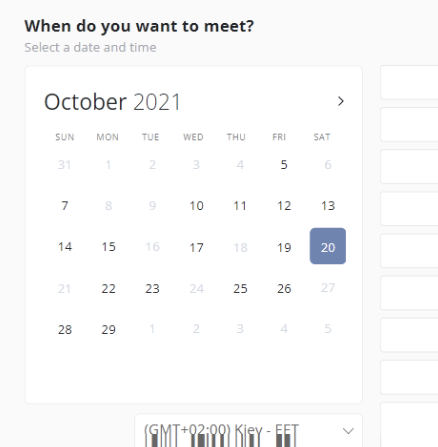 When do you want to meet?
Select a date and time
October 2021
SUN MON TUE WED THU FRI SAT
31 1 2 3 4 5 6
7 8 9 10 11 12 13
14 15 16 17 18 19 20
21 22 23 24 25 26 27
28 29 1 2 3 4 5
(GMT+02:00) Kiev - EET